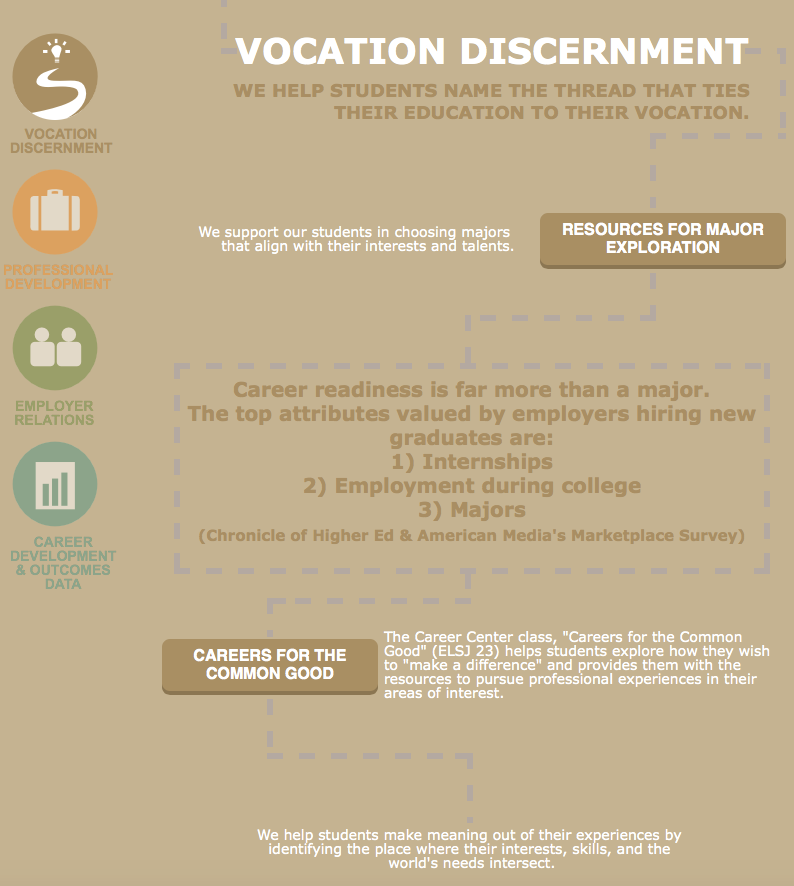 VOCATION DISCERNMENT
WE HELP STUDENTS NAME THE THREAD THAT TIES
THEIR EDUCATION TO THEIR VOCATION.
VOCATION
DISCERNMENT
PROFESSIONAL
DEVELOPMENT
EMPLOYER
RELATIONS
CAREER
DEVELOPMENT
& OUTCOMES
DATA
We support our students in choosing majors
that align with their interests and talents.
RESOURCES FOR MAJOR
EXPLORATION
Career readiness is far more than a major.
The top attributes valued by employers hiring new
graduates are:
1) Internships
2) Employment during college
3) Majors
(Chronicle of Higher Ed & American Media's Marketplace Survey)
CAREERS FOR THE
COMMON GOOD
The Career Center class, "Careers for the Common
Good" (ELSJ 23) helps students explore how they wish
to "make a difference" and provides them with the
resources to pursue professional experiences in their
areas of interest.
We help students make meaning out of their experiences by
identifying the place where their interests, skills, and the
world's needs intersect.